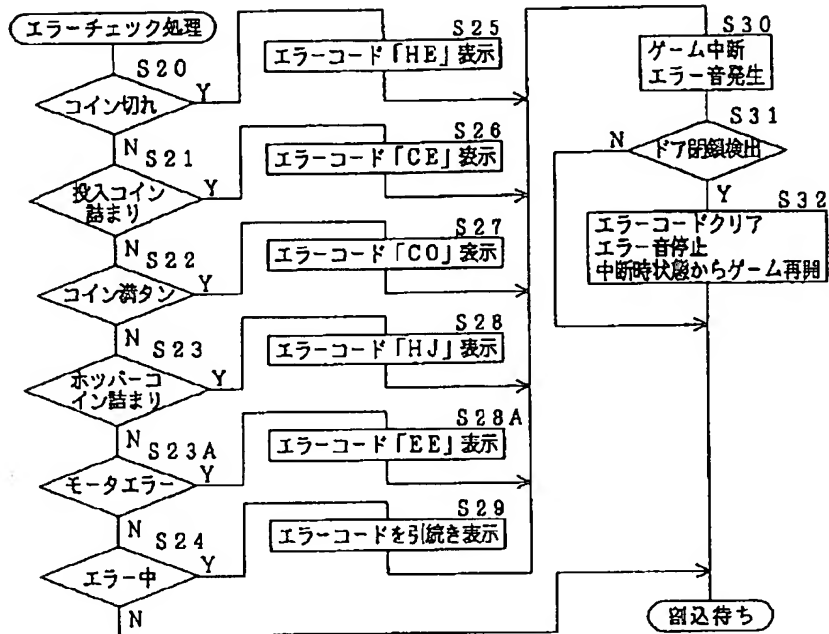 エラーチェック処理
S20
コイン切れ
Y
S25
エラーコード「HE」表示
N
S21
投入コイン
詰まり
Y
S26
エラーコード「CE」表示
N
S22
コイン満タン
Y
S27
エラーコード「CO」表示
N
S23
ホッパーコ
イン詰まり
Y
S28
エラーコード「HJ」表示
N
S23A
モータエラー
Y
S28A
エラーコード「EE」表示
N
S24
エラー中
Y
S29
エラーコードを引続き表示
N
S30
ゲーム中断
エラー音発生
S31
N
ドア閉鎖検出
Y
S32
エラーコードクリア
エラー音停止
中断時状態からゲーム再開
割込待ち